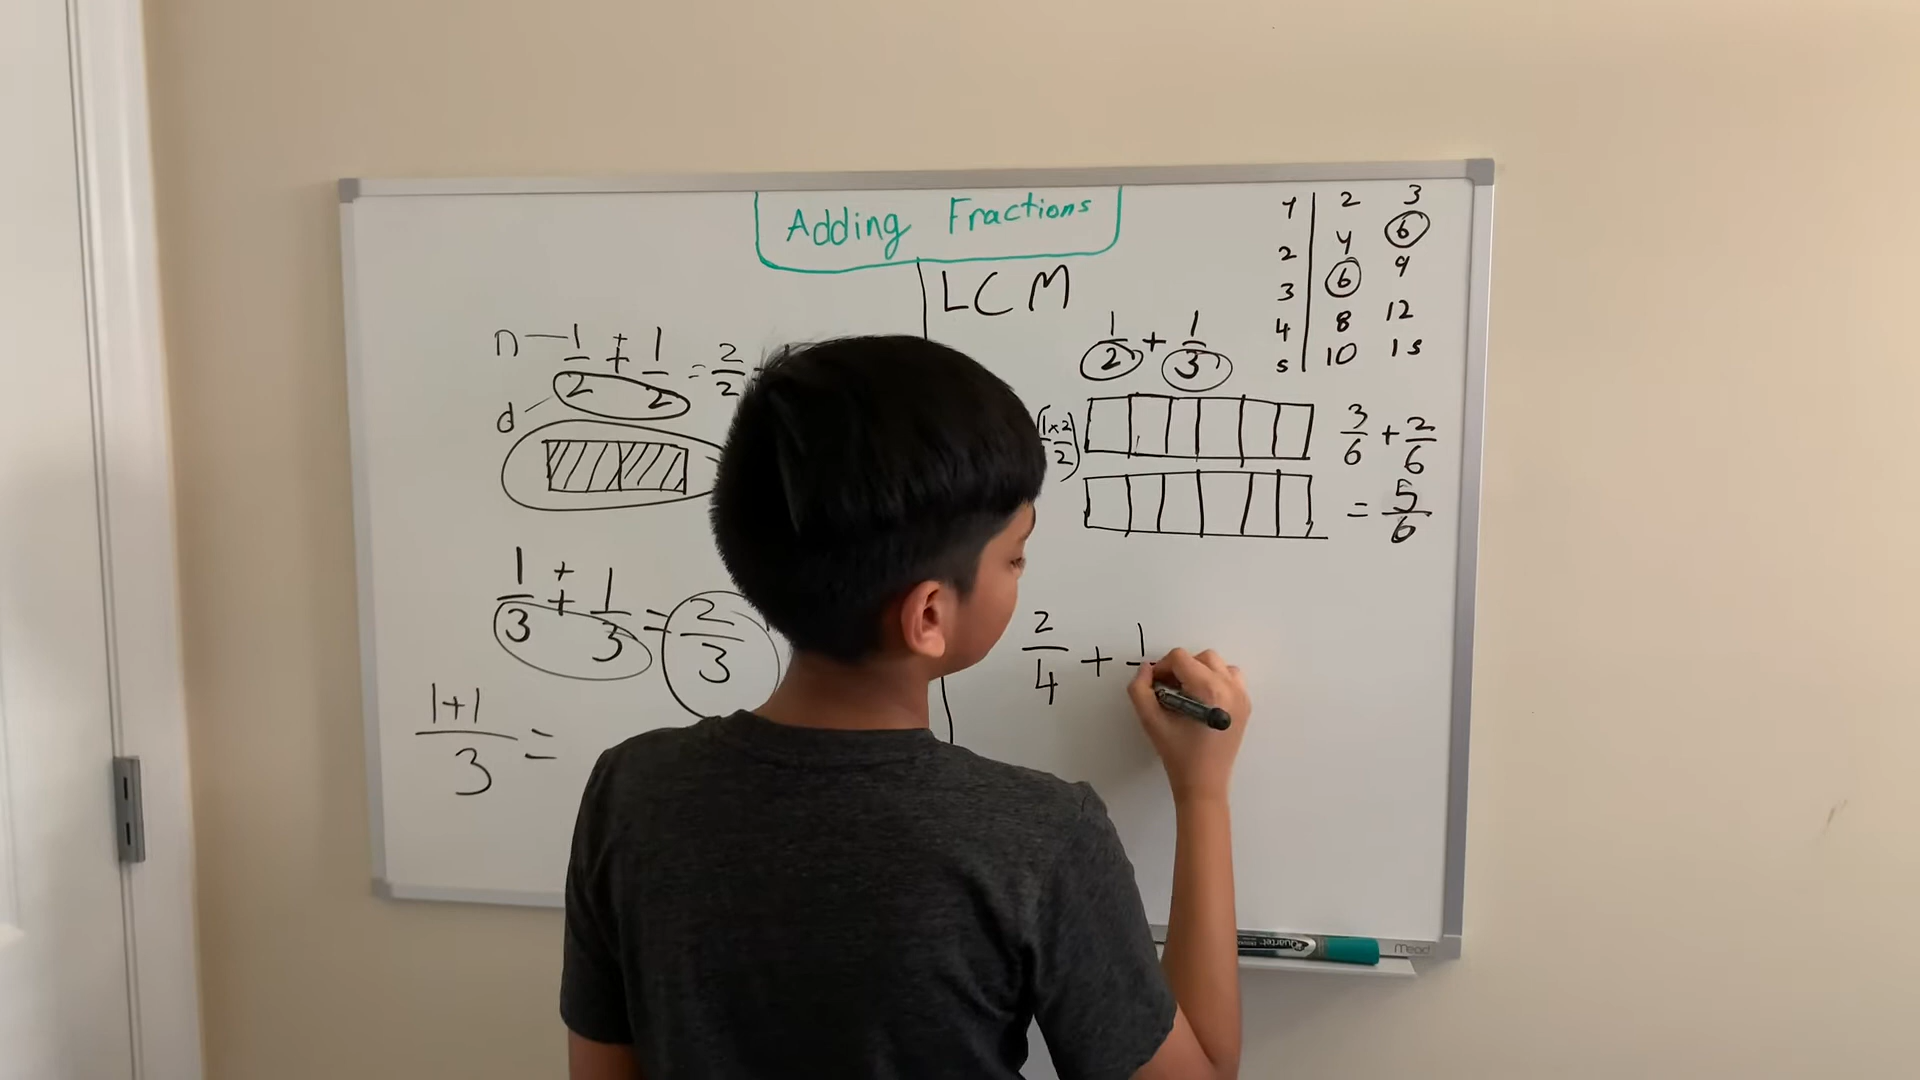 Adding Fractions
n 1/2 + 1/2 = 2/2
d
1/3 + 1/3 = 2/3
1+1/3 =
LCM
1/2 + 1/3
1 | 2 3
2 | 4 6
3 | 6 9
4 | 8 12
5 | 10 15
(1×2/2)
3/6 + 2/6
= 5/6
2/4 + 1
Quartet
Mead